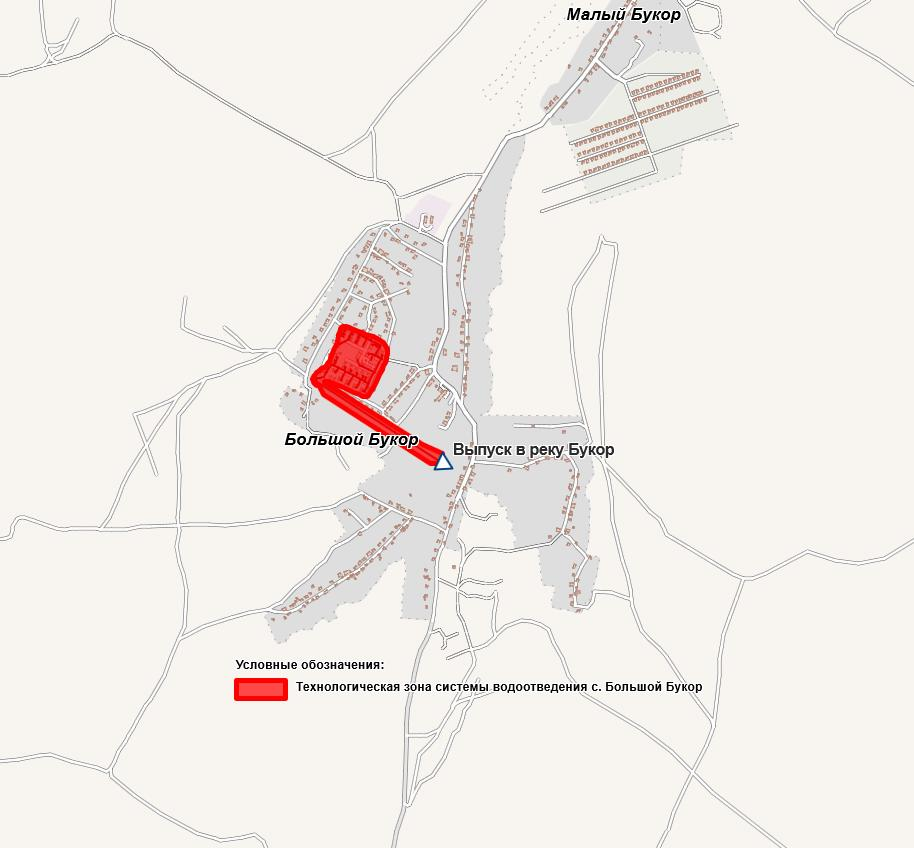 Малый Букор
Большой Букор
Выпуск в реку Букор
Условные обозначения:
Технологическая зона системы водоотведения с. Большой Букор